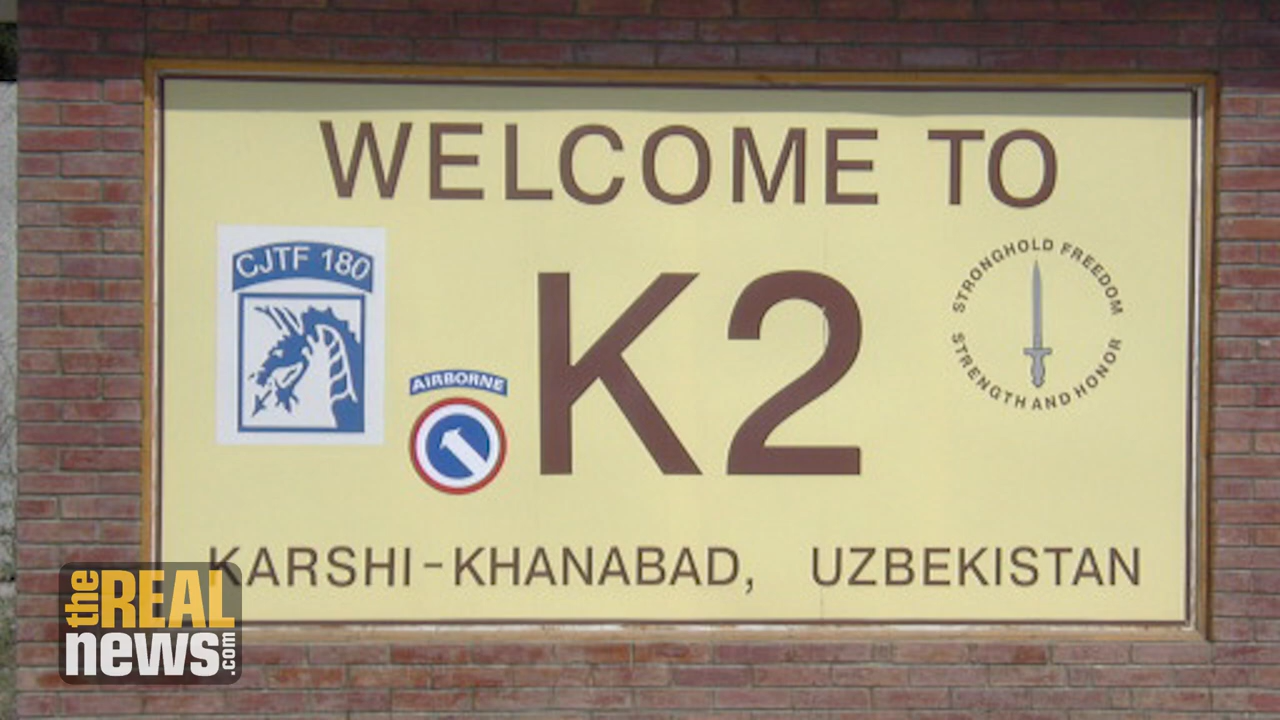 WELCOME TO
CJTF 180
AIRBORNE
K2
STRONGHOLD FREEDOM
STRENGTH AND HONOR
KARSHI-KHANABAD, UZBEKISTAN
the REAL
news.com